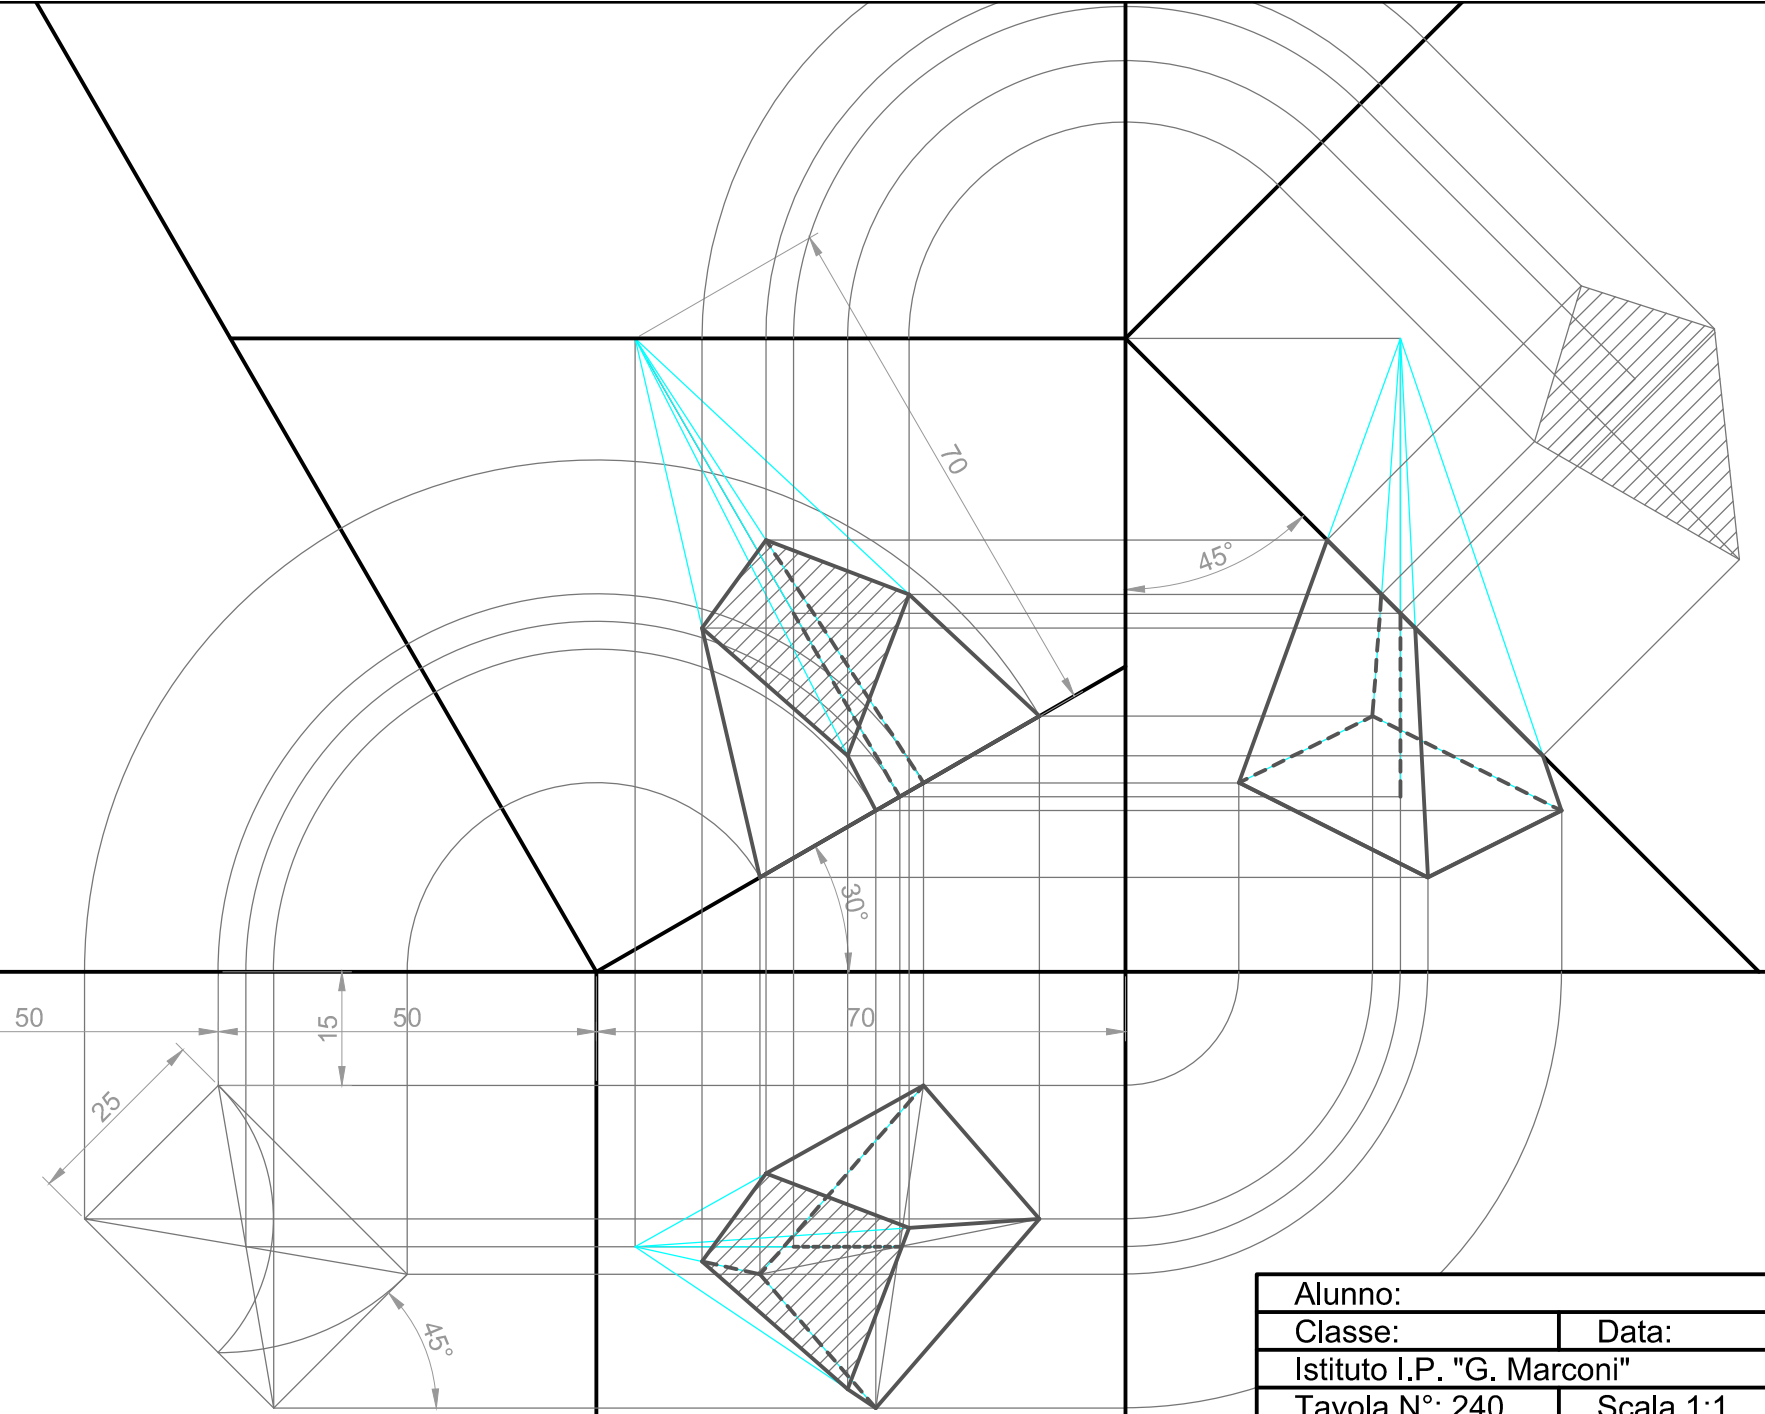 70
45°
30°
50
15
50
70
25
45°
Alunno:
Classe: Data:
Istituto I.P. "G. Marconi"
Tavola N°: 240 Scala 1:1